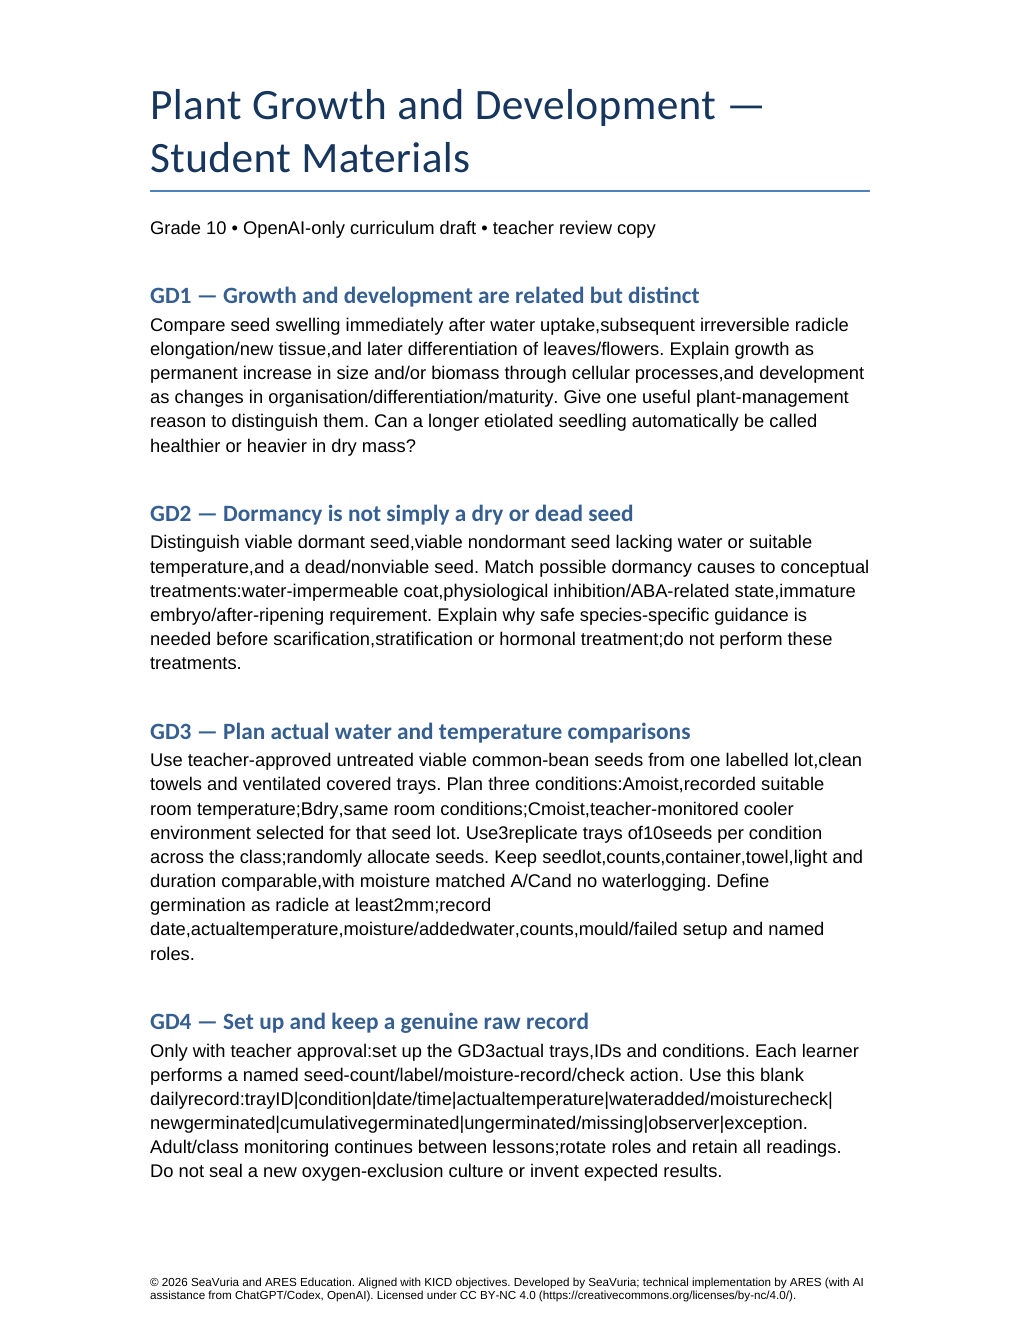 Plant Growth and Development —
Student Materials
Grade 10 • OpenAI-only curriculum draft • teacher review copy
GD1 — Growth and development are related but distinct
Compare seed swelling immediately after water uptake,subsequent irreversible radicle
elongation/new tissue,and later differentiation of leaves/flowers. Explain growth as
permanent increase in size and/or biomass through cellular processes,and development
as changes in organisation/differentiation/maturity. Give one useful plant-management
reason to distinguish them. Can a longer etiolated seedling automatically be called
healthier or heavier in dry mass?
GD2 — Dormancy is not simply a dry or dead seed
Distinguish viable dormant seed,viable nondormant seed lacking water or suitable
temperature,and a dead/nonviable seed. Match possible dormancy causes to conceptual
treatments:water-impermeable coat,physiological inhibition/ABA-related state,immature
embryo/after-ripening requirement. Explain why safe species-specific guidance is
needed before scarification,stratification or hormonal treatment;do not perform these
treatments.
GD3 — Plan actual water and temperature comparisons
Use teacher-approved untreated viable common-bean seeds from one labelled lot,clean
towels and ventilated covered trays. Plan three conditions:Amoist,recorded suitable
room temperature;Bdry,same room conditions;Cmoist,teacher-monitored cooler
environment selected for that seed lot. Use3replicate trays of10seeds per condition
across the class;randomly allocate seeds. Keep seedlot,counts,container,towel,light and
duration comparable,with moisture matched A/Cand no waterlogging. Define
germination as radicle at least2mm;record
date,actualtemperature,moisture/addedwater,counts,mould/failed setup and named
roles.
GD4 — Set up and keep a genuine raw record
Only with teacher approval:set up the GD3actual trays,IDs and conditions. Each learner
performs a named seed-count/label/moisture-record/check action. Use this blank
dailyrecord:trayID|condition|date/time|actualtemperature|wateradded/moisturecheck|
newgerminated|cumulativegerminated|ungerminated/missing|observer|exception.
Adult/class monitoring continues between lessons;rotate roles and retain all readings.
Do not seal a new oxygen-exclusion culture or invent expected results.
© 2026 SeaVuria and ARES Education. Aligned with KICD objectives. Developed by SeaVuria; technical implementation by ARES (with AI
assistance from ChatGPT/Codex, OpenAI). Licensed under CC BY-NC 4.0 (https://creativecommons.org/licenses/by-nc/4.0/).